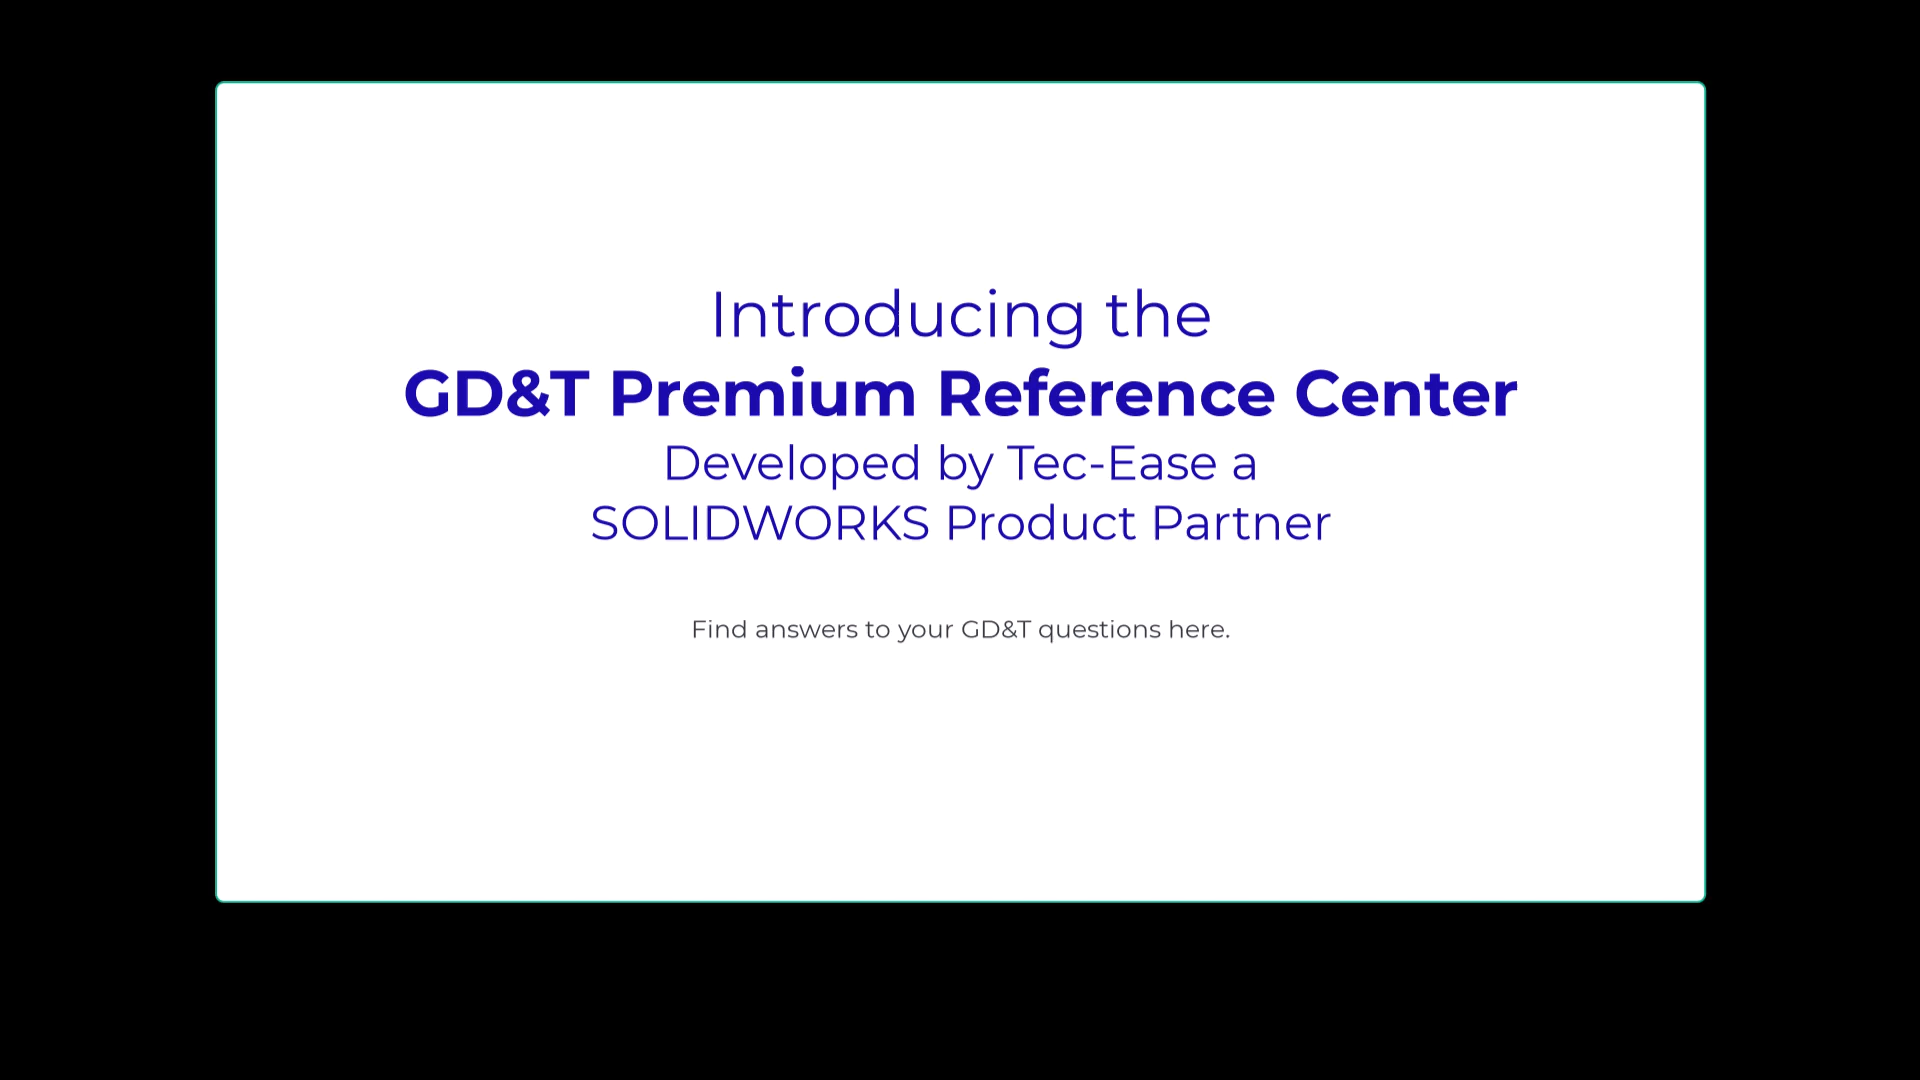 Introducing the
GD&T Premium Reference Center
Developed by Tec-Ease a
SOLIDWORKS Product Partner
Find answers to your GD&T questions here.